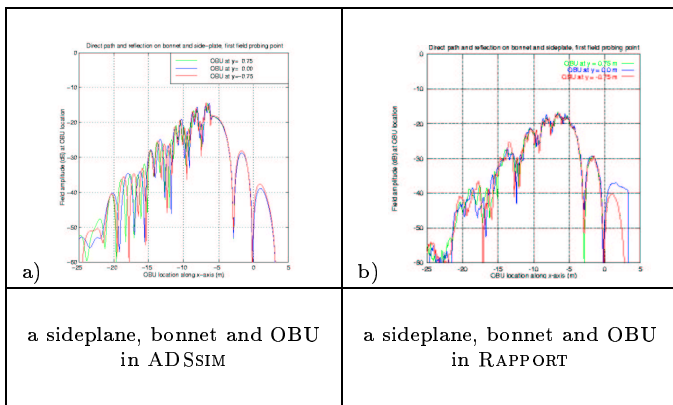 Direct path and reflection on bonnet and side-plate, first field probing point
OBU at y= 0.75
OBU at y= 0.00
OBU at y=-0.75
Field amplitude (dB) at OBU location
0
-10
-20
-30
-40
-50
-60
-25
-20
-15
-10
-5
0
5
OBU location along x-axis (m)
a)
Direct path and reflection on bonnet and sideplate, first field probing point
OBU at y = 0.75 m
OBU at y = 0.0 m
OBU at y = -0.75 m
Field amplitude (dB) at OBU location
0
-10
-20
-30
-40
-50
-60
-25
-20
-15
-10
-5
0
5
OBU location along x-axis (m)
b)
a sideplane, bonnet and OBU
in ADSSIM
a sideplane, bonnet and OBU
in RAPPORT